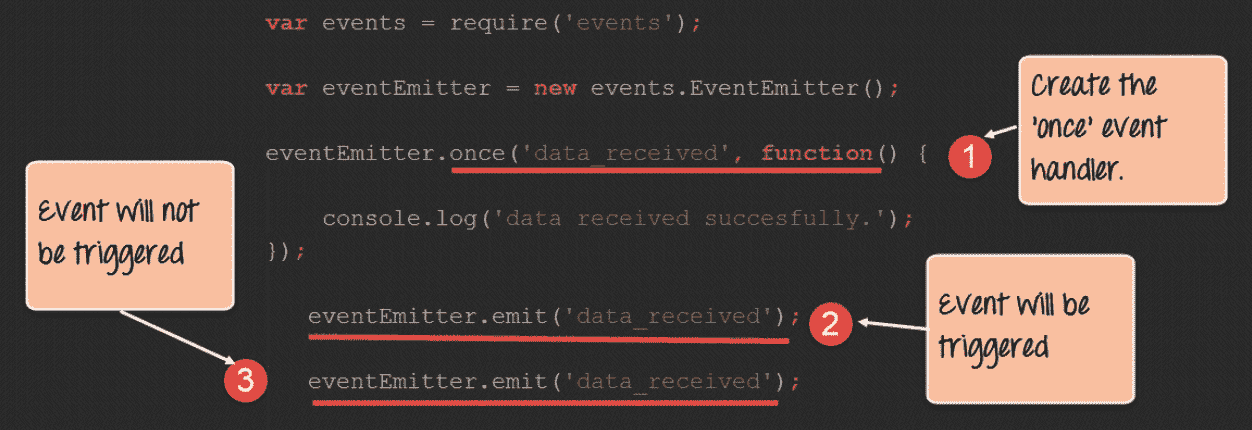 var events = require('events');
var eventEmitter = new events.EventEmitter();
eventEmitter.once('data_received', function() {
1
Create the
'once' event
handler.
console.log('data received succesfully.');
});
Event will not
be triggered
eventEmitter.emit('data_received');
2
Event will be
triggered
3
eventEmitter.emit('data_received');